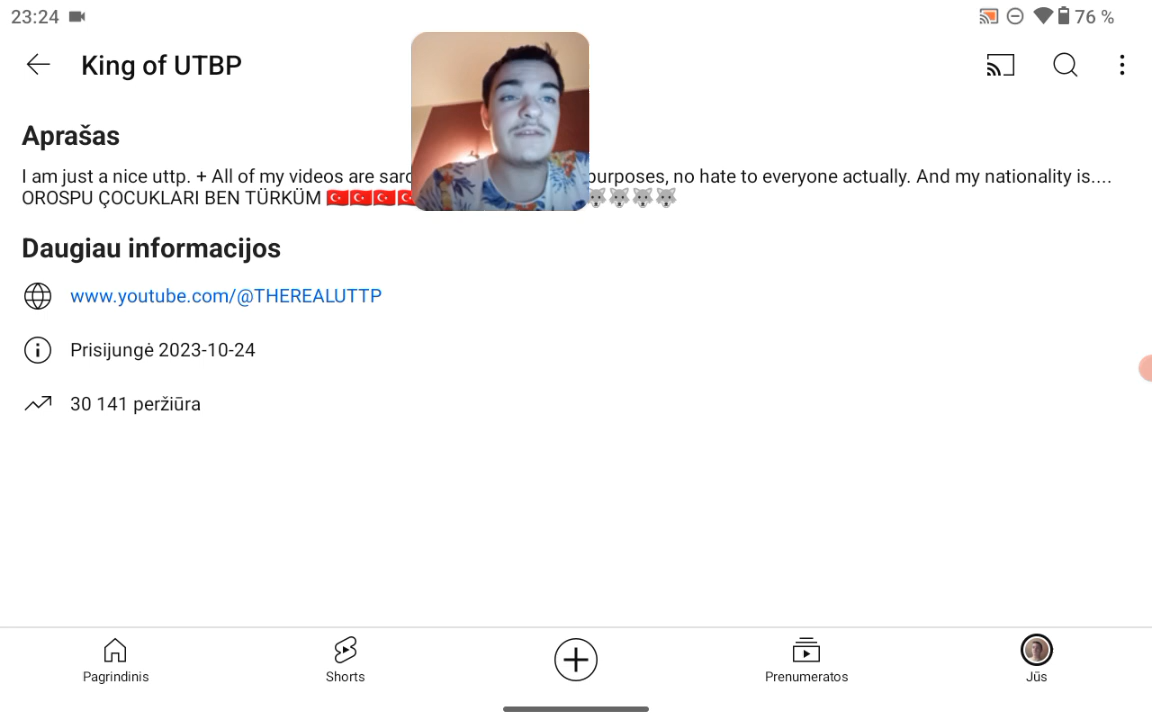 23:24
76 %
King of UTBP
Aprašas
I am just a nice uttp. + All of my videos are purposes, no hate to everyone actually. And my nationality is....
OROSPU ÇOCUKLARI BEN TÜRKÜM 🇹🇷🇹🇷🇹🇷🇹🇷 🐺🐺🐺🐺
Daugiau informacijos
www.youtube.com/@THEREALUTTP
Prisijungė 2023-10-24
30 141 peržiūra
Pagrindinis
Shorts
Prenumeratos
Jūs